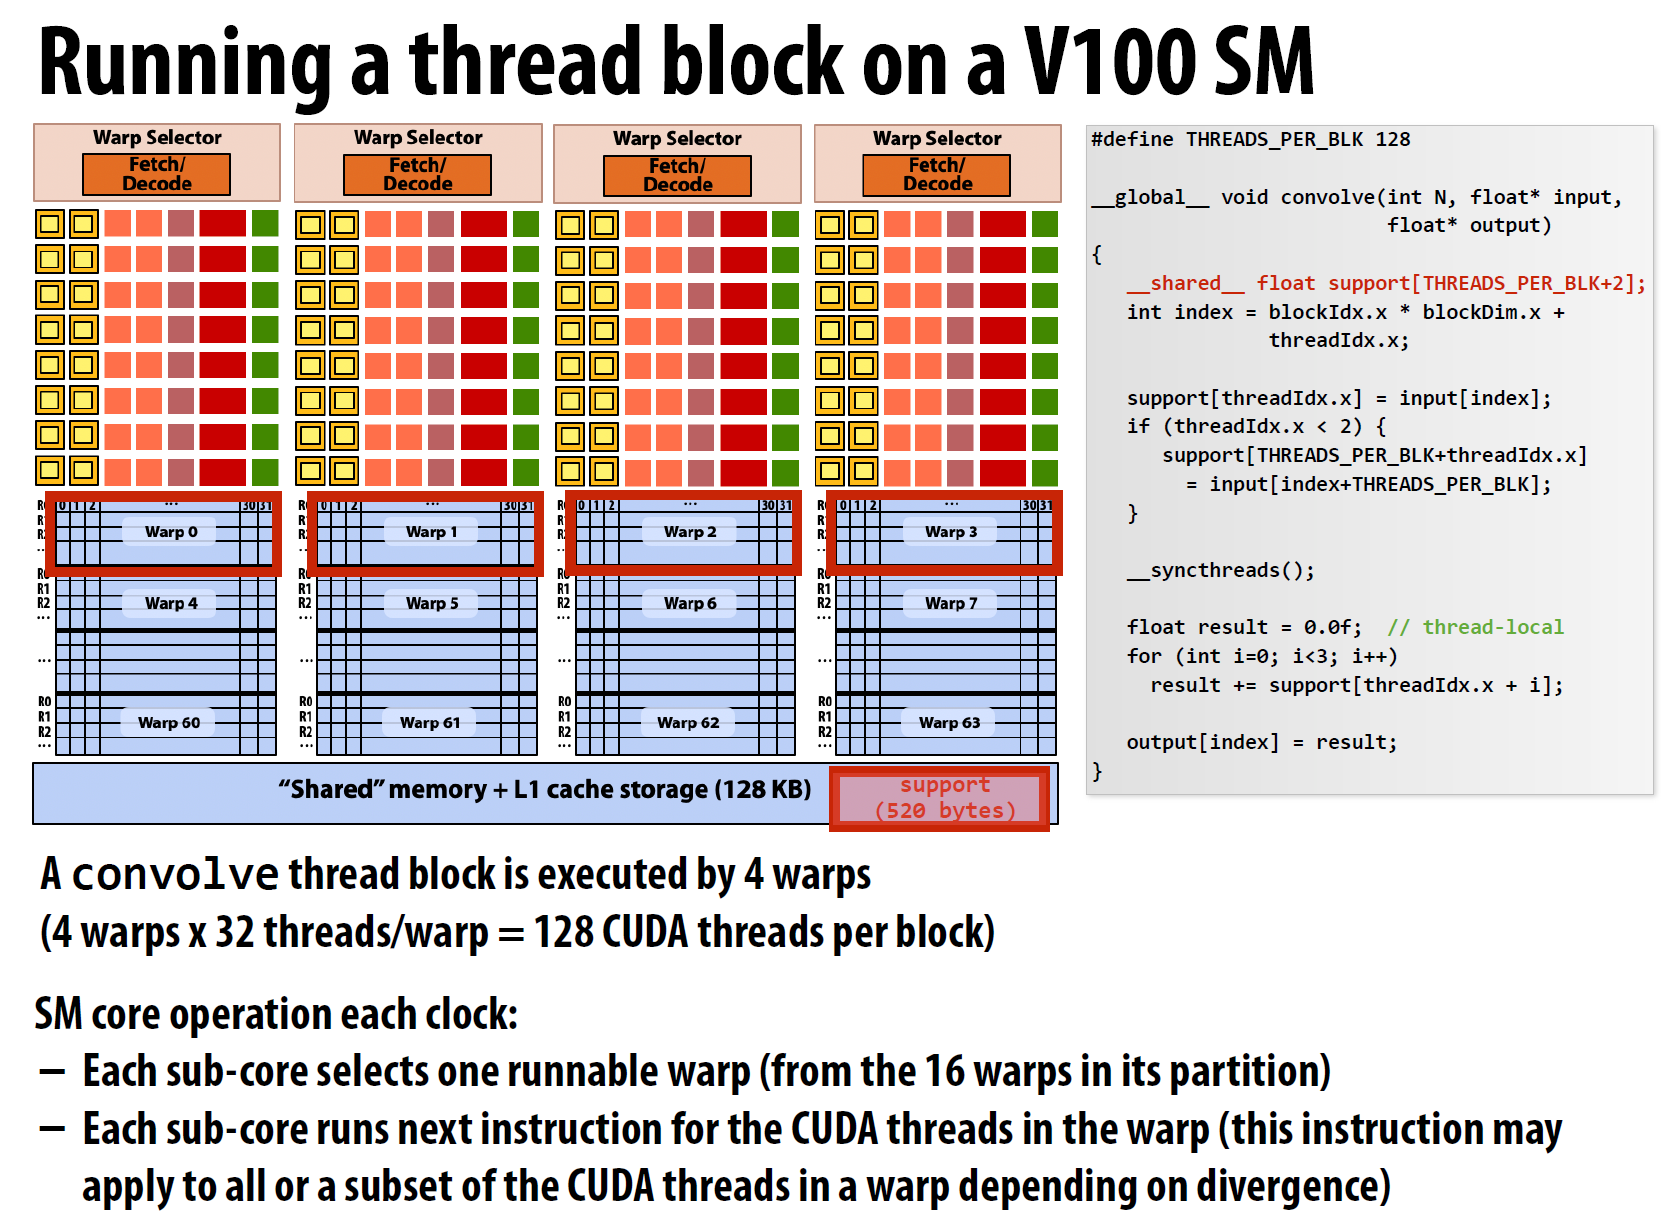 Running a thread block on a V100 SM
Warp Selector
Fetch/
Decode
Warp Selector
Fetch/
Decode
Warp Selector
Fetch/
Decode
Warp Selector
Fetch/
Decode
R0 0 1 2 ... 30 31
R1
R2
...
Warp 0
R0 0 1 2 ... 30 31
R1
R2
...
Warp 1
R0 0 1 2 ... 30 31
R1
R2
...
Warp 2
R0 0 1 2 ... 30 31
R1
R2
...
Warp 3
R0
R1
R2
...
Warp 4
R0
R1
R2
...
Warp 5
R0
R1
R2
...
Warp 6
R0
R1
R2
...
Warp 7
...
...
...
...
R0
R1
R2
...
Warp 60
R0
R1
R2
...
Warp 61
R0
R1
R2
...
Warp 62
R0
R1
R2
...
Warp 63
“Shared” memory + L1 cache storage (128 KB)
support
(520 bytes)
#define THREADS_PER_BLK 128
__global__ void convolve(int N, float* input,
float* output)
{
__shared__ float support[THREADS_PER_BLK+2];
int index = blockIdx.x * blockDim.x +
threadIdx.x;
support[threadIdx.x] = input[index];
if (threadIdx.x < 2) {
support[THREADS_PER_BLK+threadIdx.x]
= input[index+THREADS_PER_BLK];
}
__syncthreads();
float result = 0.0f; // thread-local
for (int i=0; i<3; i++)
result += support[threadIdx.x + i];
output[index] = result;
}
A convolve thread block is executed by 4 warps
(4 warps x 32 threads/warp = 128 CUDA threads per block)
SM core operation each clock:
– Each sub-core selects one runnable warp (from the 16 warps in its partition)
– Each sub-core runs next instruction for the CUDA threads in the warp (this instruction may
apply to all or a subset of the CUDA threads in a warp depending on divergence)